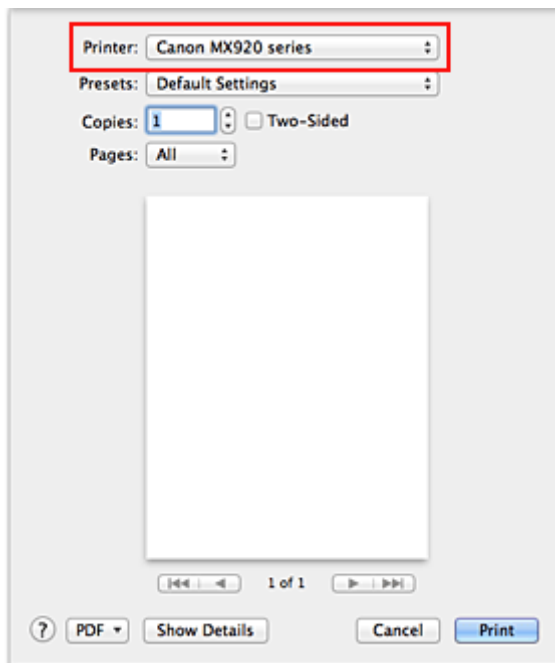 Printer: Canon MX920 series
Presets: Default Settings
Copies: 1 Two-Sided
Pages: All
1 of 1
? PDF Show Details Cancel Print